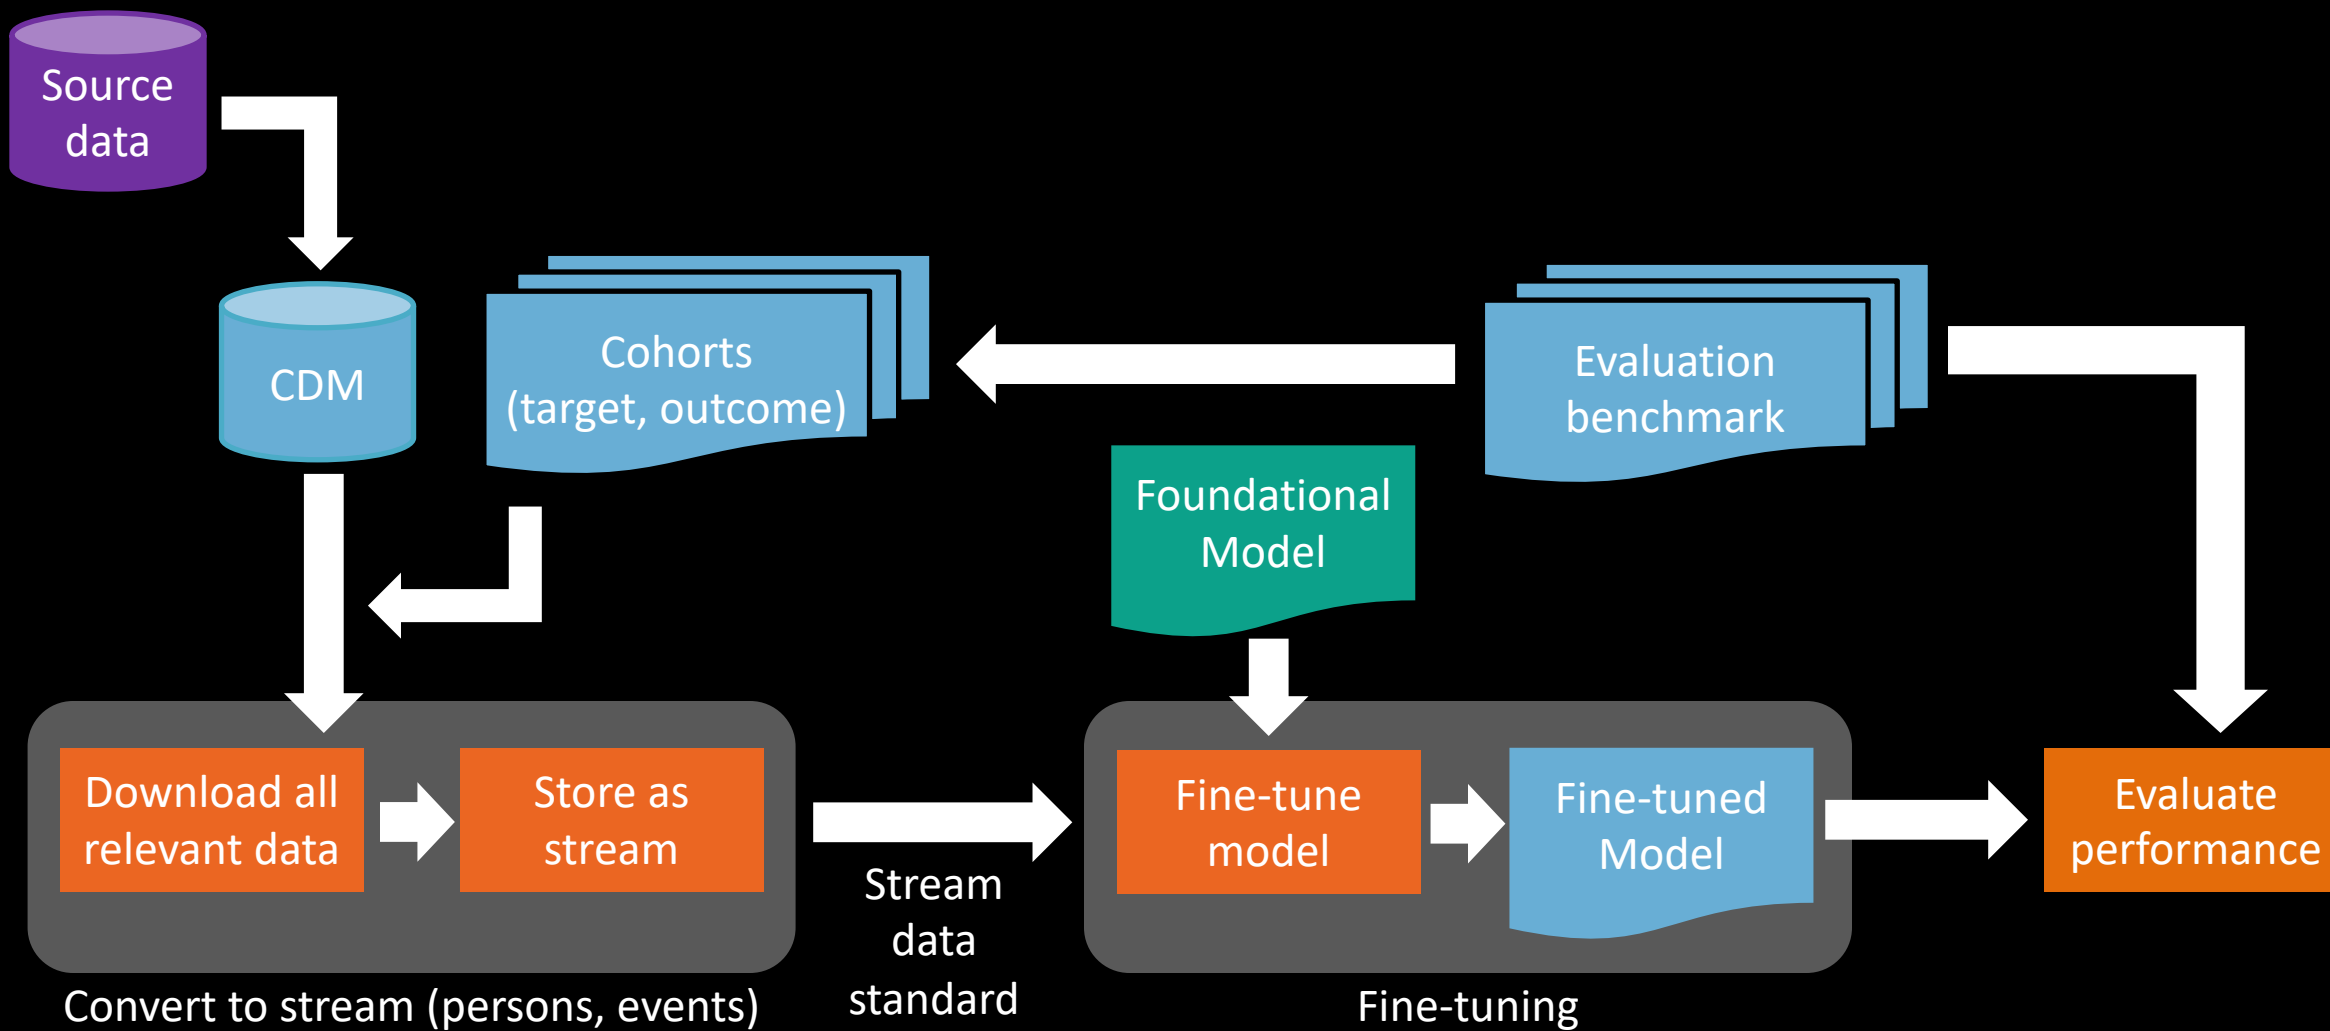 Source
data
CDM
Cohorts
(target, outcome)
Evaluation
benchmark
Foundational
Model
Download all
relevant data
Store as
stream
Stream
data
standard
Fine-tune
model
Fine-tuned
Model
Evaluate
performance
Convert to stream (persons, events)
Fine-tuning